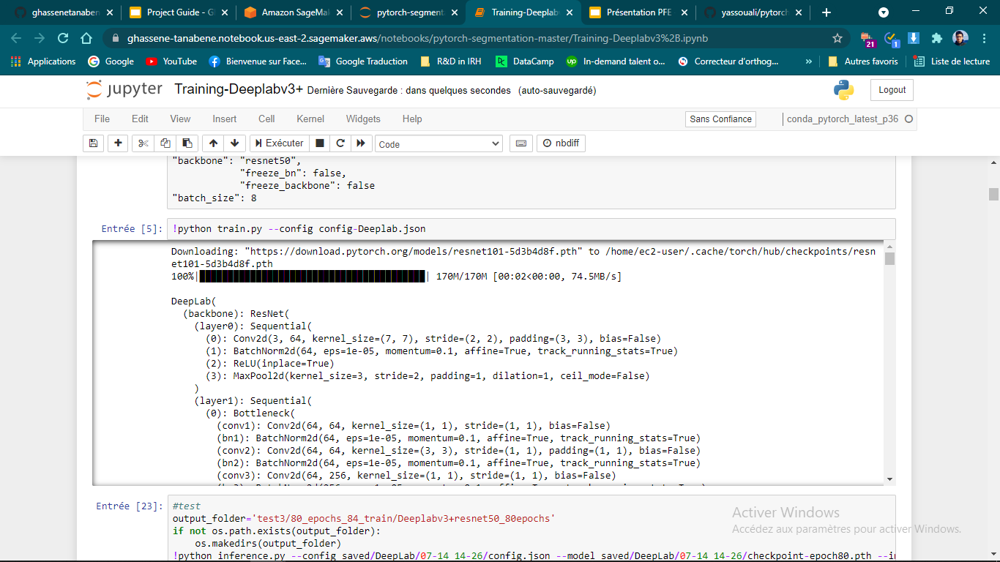 ghassenetanaben
Project Guide - G
Amazon SageMa
pytorch-segment
Training-Deeplab
Présentation PFE
yassouali/pytorch
ghassene-tanabene.notebook.us-east-2.sagemaker.aws/notebooks/pytorch-segmentation-master/Training-Deeplabv3%2B.ipynb
21
1
Applications
Google
YouTube
Bienvenue sur Face...
Google Traduction
R&D in IRH
DataCamp
In-demand talent o...
Correcteur d'orthog...
»
Autres favoris
Liste de lecture
jupyter
Training-Deeplabv3+ Dernière Sauvegarde : dans quelques secondes (auto-sauvegardé)
Logout
File Edit View Insert Cell Kernel Widgets Help
Sans Confiance
conda_pytorch_latest_p36
Exécuter
Code
nbdiff
"backbone": "resnet50",
"freeze_bn": false,
"freeze_backbone": false
"batch_size": 8
Entrée [5]: !python train.py --config config-Deeplab.json
Downloading: "https://download.pytorch.org/models/resnet101-5d3b4d8f.pth" to /home/ec2-user/.cache/torch/hub/checkpoints/resn
et101-5d3b4d8f.pth
100%| | 170M/170M [00:02<00:00, 74.5MB/s]
DeepLab(
(backbone): ResNet(
(layer0): Sequential(
(0): Conv2d(3, 64, kernel_size=(7, 7), stride=(2, 2), padding=(3, 3), bias=False)
(1): BatchNorm2d(64, eps=1e-05, momentum=0.1, affine=True, track_running_stats=True)
(2): ReLU(inplace=True)
(3): MaxPool2d(kernel_size=3, stride=2, padding=1, dilation=1, ceil_mode=False)
)
(layer1): Sequential(
(0): Bottleneck(
(conv1): Conv2d(64, 64, kernel_size=(1, 1), stride=(1, 1), bias=False)
(bn1): BatchNorm2d(64, eps=1e-05, momentum=0.1, affine=True, track_running_stats=True)
(conv2): Conv2d(64, 64, kernel_size=(3, 3), stride=(1, 1), padding=(1, 1), bias=False)
(bn2): BatchNorm2d(64, eps=1e-05, momentum=0.1, affine=True, track_running_stats=True)
(conv3): Conv2d(64, 256, kernel_size=(1, 1), stride=(1, 1), bias=False)
Entrée [23]: #test
output_folder='test3/80_epochs_84_train/Deeplabv3+resnet50_80epochs'
if not os.path.exists(output_folder):
os.makedirs(output_folder)
!python inference.py --config saved/DeepLab/07-14_14-26/config.json --model saved/DeepLab/07-14_14-26/checkpoint-epoch80.pth --i
Activer Windows
Accédez aux paramètres pour activer Windows.